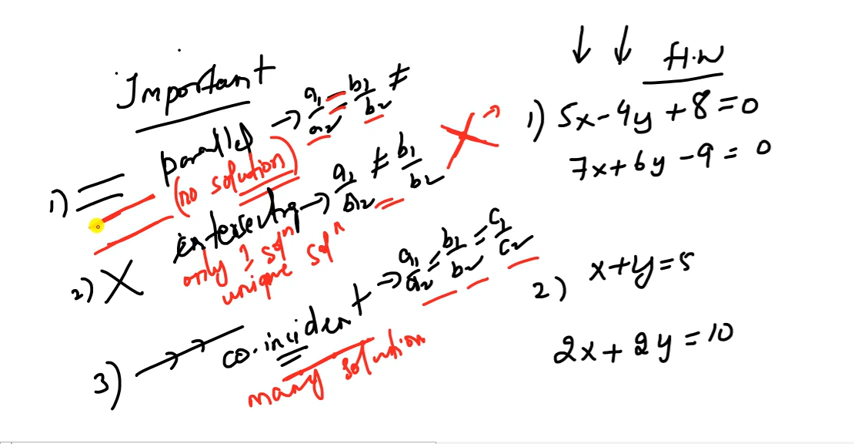 Important
1) parallel → a1/a2 = b1/b2 ≠
(no solution)
2) intersecting → a1/a2 ≠ b1/b2
only 1 solⁿ
unique solⁿ
3) co.incident → a1/a2 = b1/b2 = c1/c2
many solution
H.W
1) 5x-4y+8=0
7x+6y-9=0
2) x+y=5
2x+2y=10